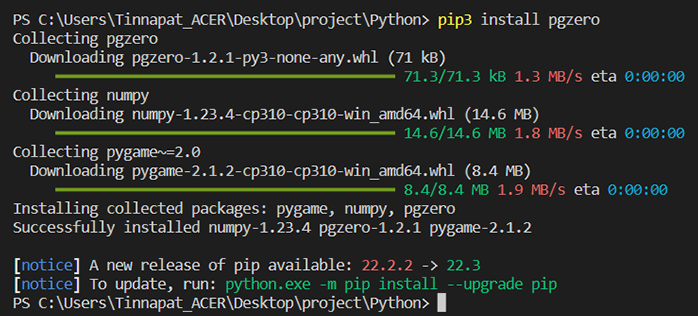 PS C:\Users\Tinnapat_ACER\Desktop\project\Python> pip3 install pgzero
Collecting pgzero
  Downloading pgzero-1.2.1-py3-none-any.whl (71 kB)
     71.3/71.3 kB 1.3 MB/s eta 0:00:00
Collecting numpy
  Downloading numpy-1.23.4-cp310-cp310-win_amd64.whl (14.6 MB)
     14.6/14.6 MB 1.8 MB/s eta 0:00:00
Collecting pygame~=2.0
  Downloading pygame-2.1.2-cp310-cp310-win_amd64.whl (8.4 MB)
     8.4/8.4 MB 1.9 MB/s eta 0:00:00
Installing collected packages: pygame, numpy, pgzero
Successfully installed numpy-1.23.4 pgzero-1.2.1 pygame-2.1.2

[notice] A new release of pip available: 22.2.2 -> 22.3
[notice] To update, run: python.exe -m pip install --upgrade pip
PS C:\Users\Tinnapat_ACER\Desktop\project\Python>